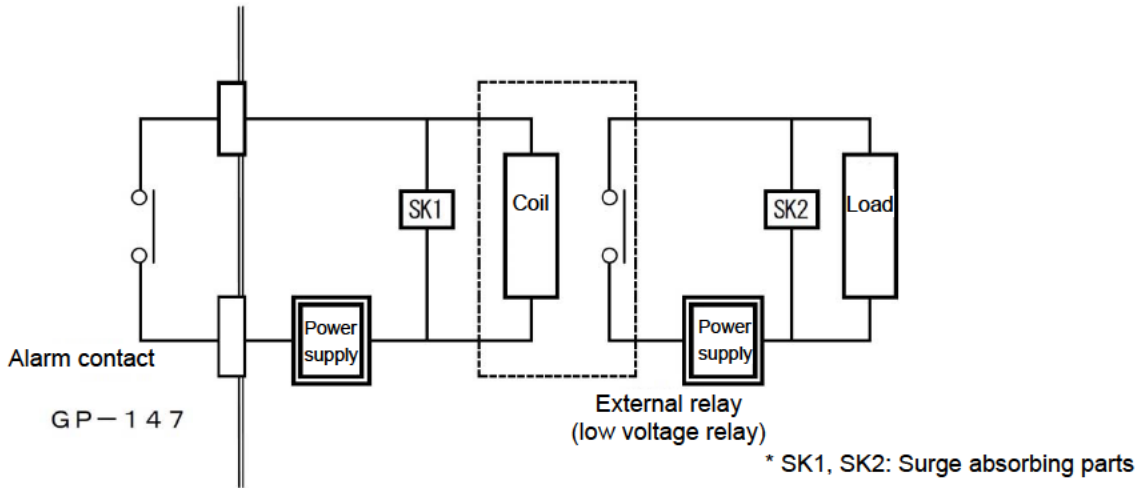 SK1
Coil
SK2
Load
Power
supply
Power
supply
Alarm contact
GP-147
External relay
(low voltage relay)
* SK1, SK2: Surge absorbing parts